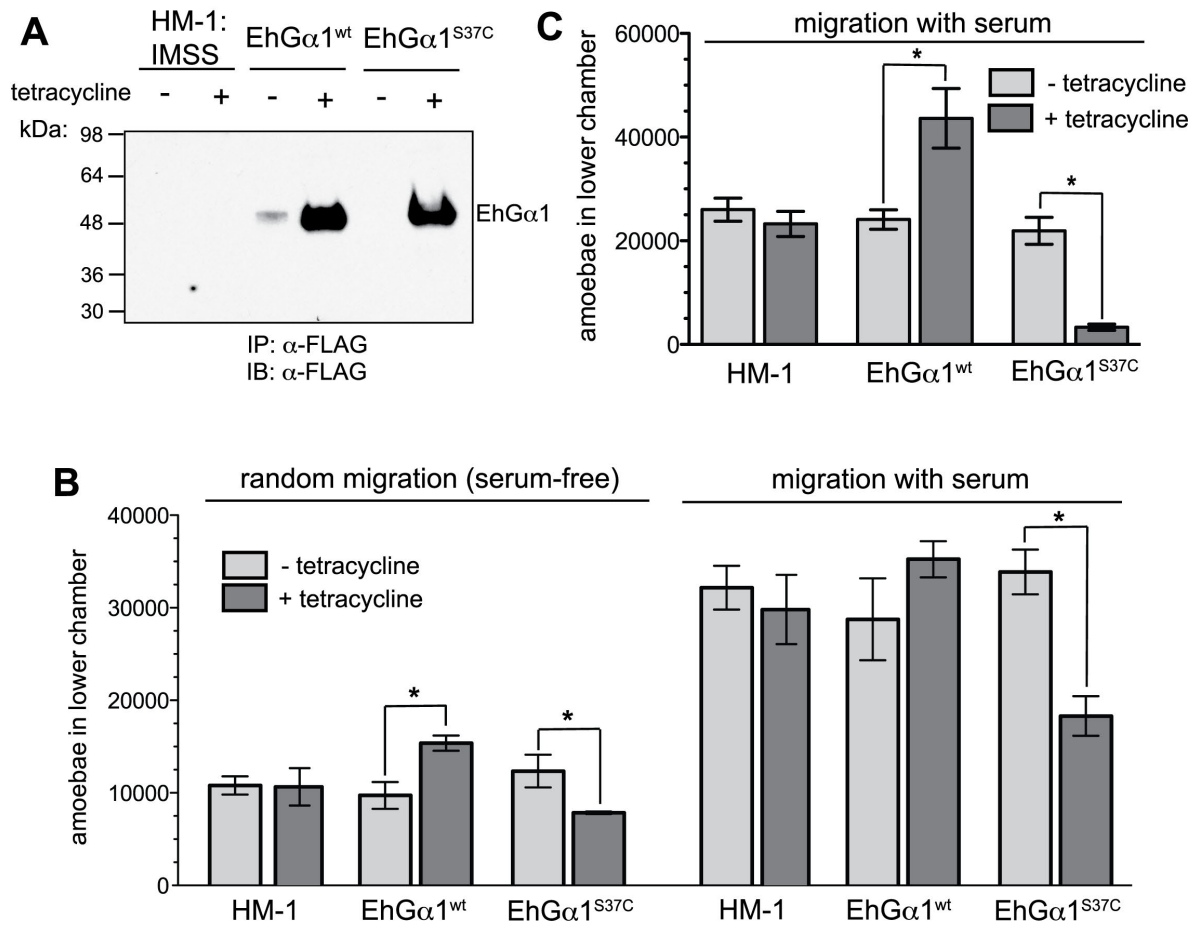 A
HM-1:
IMSS
EhGα1wt
EhGα1S37C
tetracycline - + - + - +
kDa:
98
64
48
36
30
EhGα1
IP: α-FLAG
IB: α-FLAG
C
migration with serum
- tetracycline
+ tetracycline
*
*
amoebae in lower chamber
60000
40000
20000
0
HM-1
EhGα1wt
EhGα1S37C
B
random migration (serum-free)
migration with serum
- tetracycline
+ tetracycline
*
*
*
amoebae in lower chamber
40000
30000
20000
10000
0
HM-1
EhGα1wt
EhGα1S37C
HM-1
EhGα1wt
EhGα1S37C